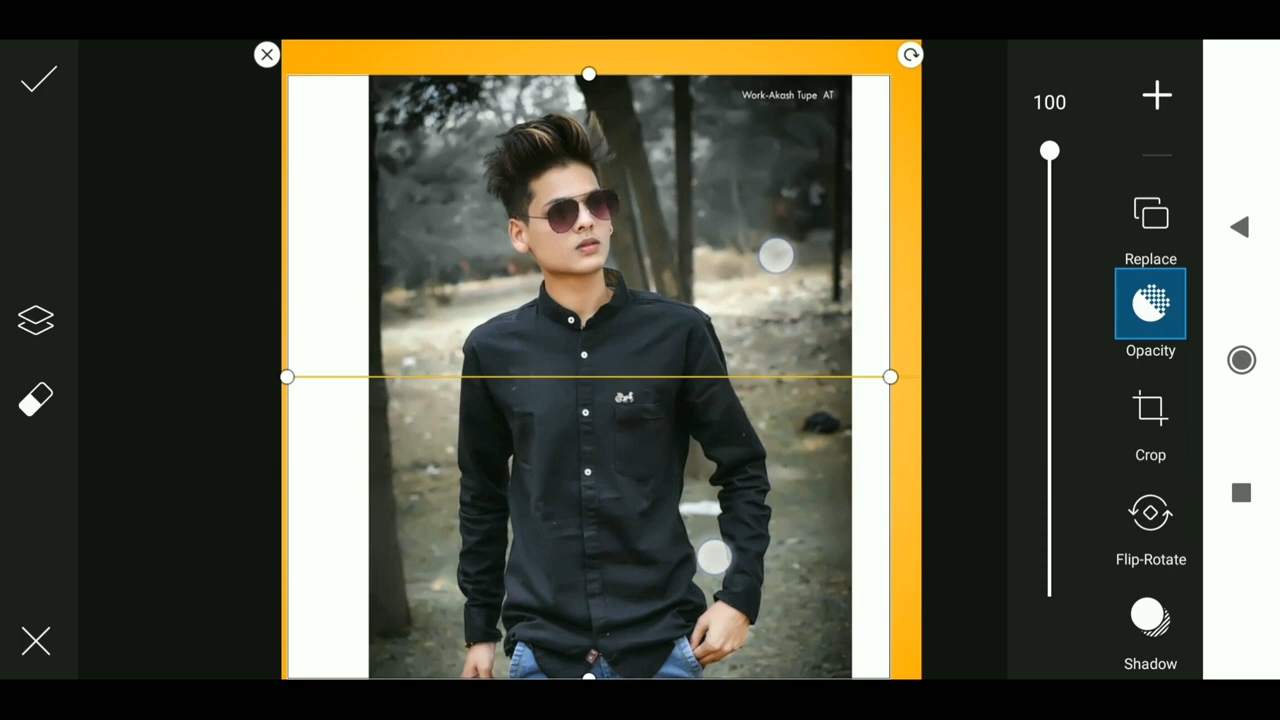 Work-Akash Tupe AT
100
Replace
Opacity
Crop
Flip-Rotate
Shadow